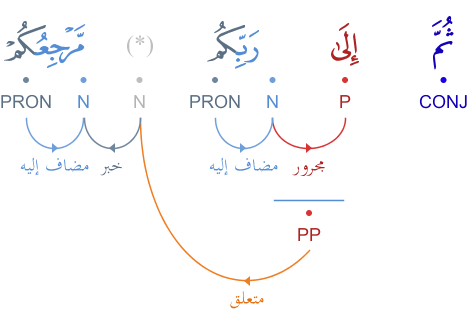 ثُمَّ إِلَىٰ رَبِّكُم (*) مَّرْجِعُكُمْ
CONJ P N PRON N N PRON
مجرور مضاف إليه خبر مضاف إليه
PP
متعلق